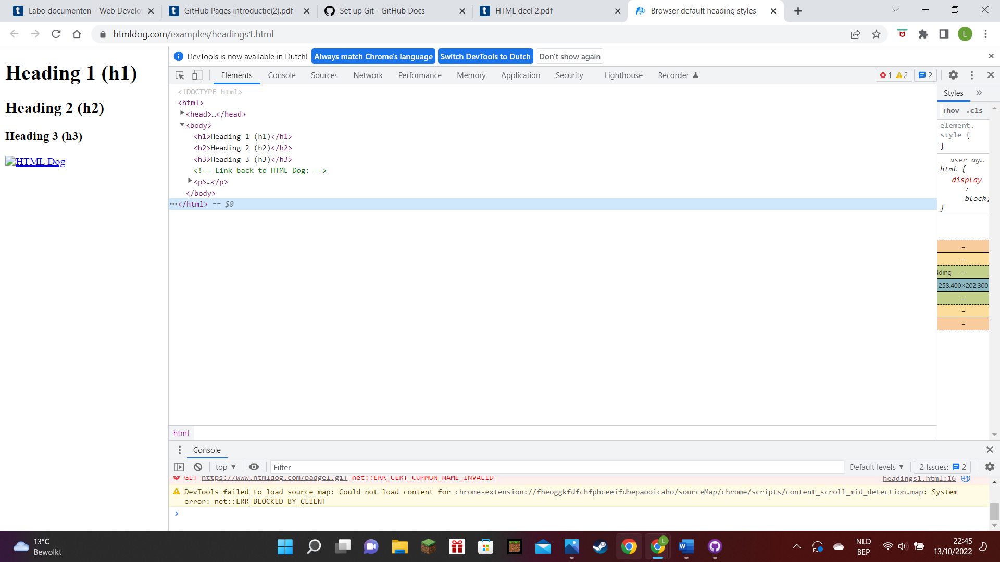 Labo documenten – Web Develo
GitHub Pages introductie(2).pdf
Set up Git - GitHub Docs
HTML deel 2.pdf
Browser default heading styles
htmldog.com/examples/headings1.html
L
Heading 1 (h1)
Heading 2 (h2)
Heading 3 (h3)
HTML Dog
DevTools is now available in Dutch!
Always match Chrome's language
Switch DevTools to Dutch
Don't show again
Elements
Console
Sources
Network
Performance
Memory
Application
Security
Lighthouse
Recorder
1
2
2
<!DOCTYPE html>
<html>
<head>…</head>
<body>
<h1>Heading 1 (h1)</h1>
<h2>Heading 2 (h2)</h2>
<h3>Heading 3 (h3)</h3>
<!-- Link back to HTML Dog: -->
<p>…</p>
</body>
…</html> == $0
Styles
:hov .cls
element.
style {
}
user ag…
html {
display
:
block;
}
–
–
dding –
258.400×202.300
–
–
–
html
Console
top
Filter
Default levels
2 Issues: 2
GET https://www.htmldog.com/badge1.gif net::ERR_CERT_COMMON_NAME_INVALID
headings1.html:16
DevTools failed to load source map: Could not load content for chrome-extension://fheoggkfdfchfphceeifdbepaooicaho/sourceMap/chrome/scripts/content_scroll_mid_detection.map: System
error: net::ERR_BLOCKED_BY_CLIENT
13°C
Bewolkt
L
NLD
BEP
22:45
13/10/2022